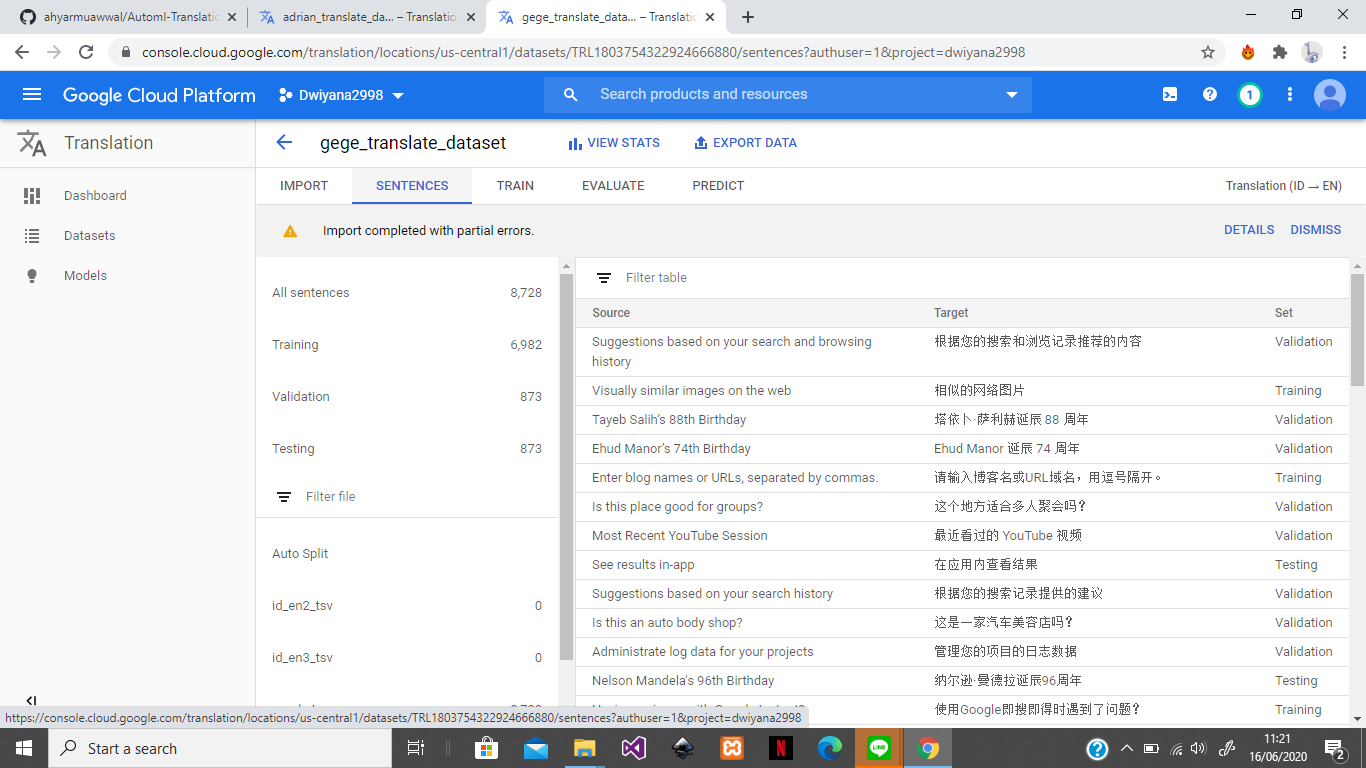 ahyarmuawwal/Automl-Translatio
adrian_translate_da... – Translatio
gege_translate_data... – Translatio
console.cloud.google.com/translation/locations/us-central1/datasets/TRL1803754322924666880/sentences?authuser=1&project=dwiyana2998
Google Cloud Platform
Dwiyana2998
Search products and resources
1
Translation
gege_translate_dataset
VIEW STATS
EXPORT DATA
Dashboard
Datasets
Models
IMPORT
SENTENCES
TRAIN
EVALUATE
PREDICT
Translation (ID → EN)
Import completed with partial errors.
DETAILS
DISMISS
All sentences 8,728
Training 6,982
Validation 873
Testing 873
Filter file
Auto Split
id_en2_tsv 0
id_en3_tsv 0
Filter table
Source Target Set
Suggestions based on your search and browsing 根据您的搜索和浏览记录推荐的内容 Validation
history
Visually similar images on the web 相似的网络图片 Training
Tayeb Salih's 88th Birthday 塔依卜·萨利赫诞辰 88 周年 Validation
Ehud Manor's 74th Birthday Ehud Manor 诞辰 74 周年 Validation
Enter blog names or URLs, separated by commas. 请输入博客名或URL域名，用逗号隔开。 Training
Is this place good for groups? 这个地方适合多人聚会吗？ Validation
Most Recent YouTube Session 最近看过的 YouTube 视频 Validation
See results in-app 在应用内查看结果 Testing
Suggestions based on your search history 根据您的搜索记录提供的建议 Validation
Is this an auto body shop? 这是一家汽车美容店吗？ Validation
Administrate log data for your projects 管理您的项目的日志数据 Validation
Nelson Mandela's 96th Birthday 纳尔逊·曼德拉诞辰96周年 Testing
使用Google即搜即得时遇到了问题？ Training
https://console.cloud.google.com/translation/locations/us-central1/datasets/TRL1803754322924666880/sentences?authuser=1&project=dwiyana2998
Start a search
N
LINE
11:21
16/06/2020
2